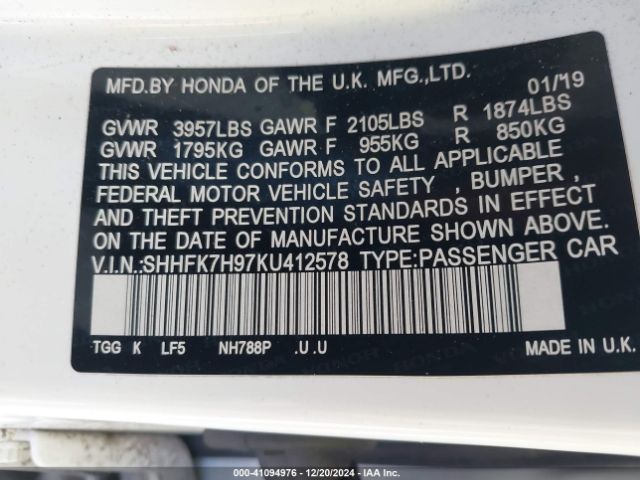 MFD.BY HONDA OF THE U.K. MFG.,LTD. 01/19
GVWR 3957LBS GAWR F 2105LBS R 1874LBS
GVWR 1795KG GAWR F 955KG R 850KG
THIS VEHICLE CONFORMS TO ALL APPLICABLE
FEDERAL MOTOR VEHICLE SAFETY , BUMPER ,
AND THEFT PREVENTION STANDARDS IN EFFECT
ON THE DATE OF MANUFACTURE SHOWN ABOVE.
V.I.N.:SHHFK7H97KU412578 TYPE:PASSENGER CAR
TGG K LF5 NH788P .U .U MADE IN U.K.
HONDA
000-41094976 - 12/20/2024 - IAA Inc.